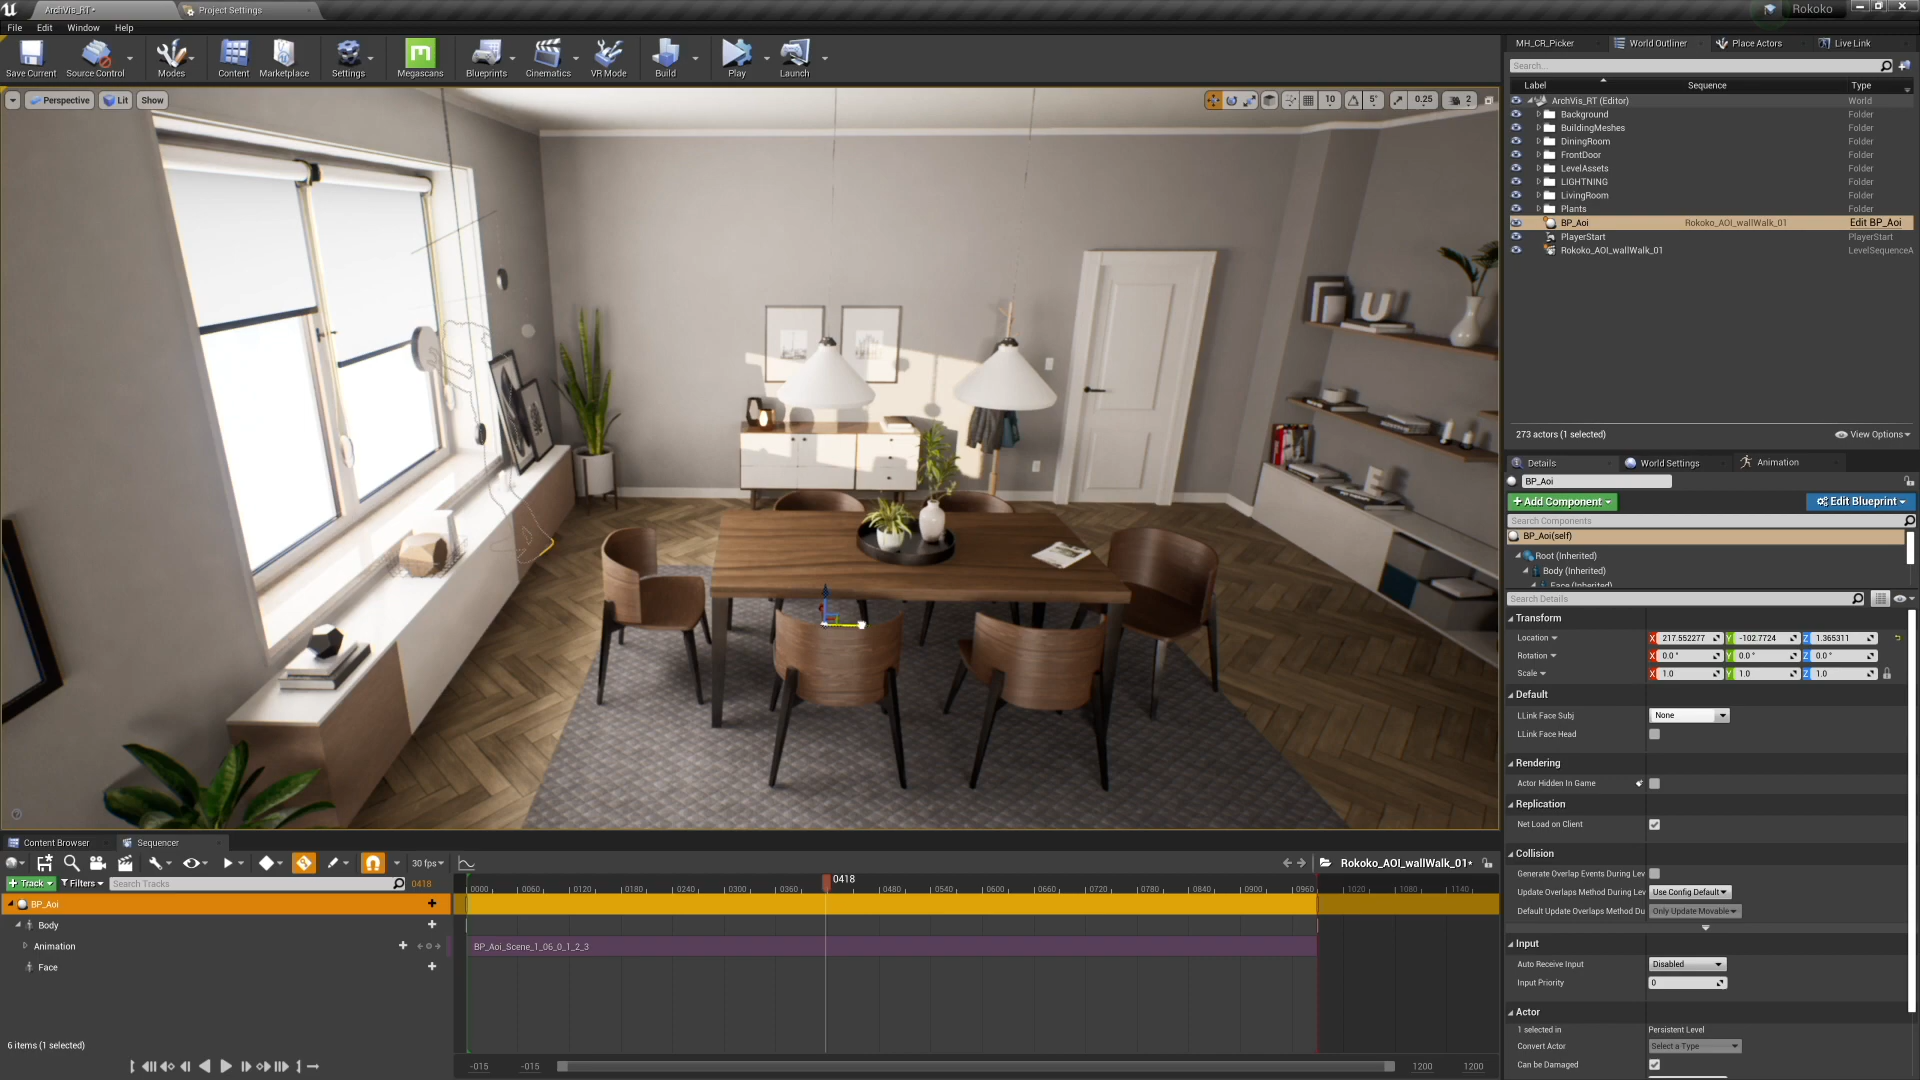 ArchVis_RT*
Project Settings
Rokoko
File Edit Window Help
Save Current
Source Control
Modes
Content
Marketplace
Settings
Megascans
Blueprints
Cinematics
VR Mode
Build
Play
Launch
Perspective
Lit
Show
10
5°
0.25
2
MH_CR_Picker
World Outliner
Place Actors
Live Link
Search...
Label Sequence Type
ArchVis_RT (Editor) World
Background Folder
BuildingMeshes Folder
DiningRoom Folder
FrontDoor Folder
LevelAssets Folder
LIGHTNING Folder
LivingRoom Folder
Plants Folder
BP_Aoi Rokoko_AOI_wallWalk_01 Edit BP_Aoi
PlayerStart PlayerStart
Rokoko_AOI_wallWalk_01 LevelSequenceA
273 actors (1 selected)
View Options
Details
World Settings
Animation
BP_Aoi
+ Add Component
Edit Blueprint
Search Components
BP_Aoi(self)
Root (Inherited)
Body (Inherited)
Face (Inherited)
Search Details
Transform
Location X 217.552277 Y -102.7724 Z 1.365311
Rotation X 0.0 ° Y 0.0 ° Z 0.0 °
Scale X 1.0 Y 1.0 Z 1.0
Default
LLink Face Subj None
LLink Face Head
Rendering
Actor Hidden In Game
Replication
Net Load on Client
Collision
Generate Overlap Events During Lev
Update Overlaps Method During Lev Use Config Default
Default Update Overlaps Method Du Only Update Movable
Input
Auto Receive Input Disabled
Input Priority 0
Actor
1 selected in Persistent Level
Convert Actor Select a Type
Can be Damaged
Content Browser
Sequencer
30 fps
Rokoko_AOI_wallWalk_01*
+ Track
Filters
Search Tracks
0418
0418
0000 0060 0120 0180 0240 0300 0360 0480 0540 0600 0660 0720 0780 0840 0900 0960 1020 1080 1140
BP_Aoi
Body
Animation
BP_Aoi_Scene_1_06_0_1_2_3
Face
6 items (1 selected)
-015 -015 1200 1200